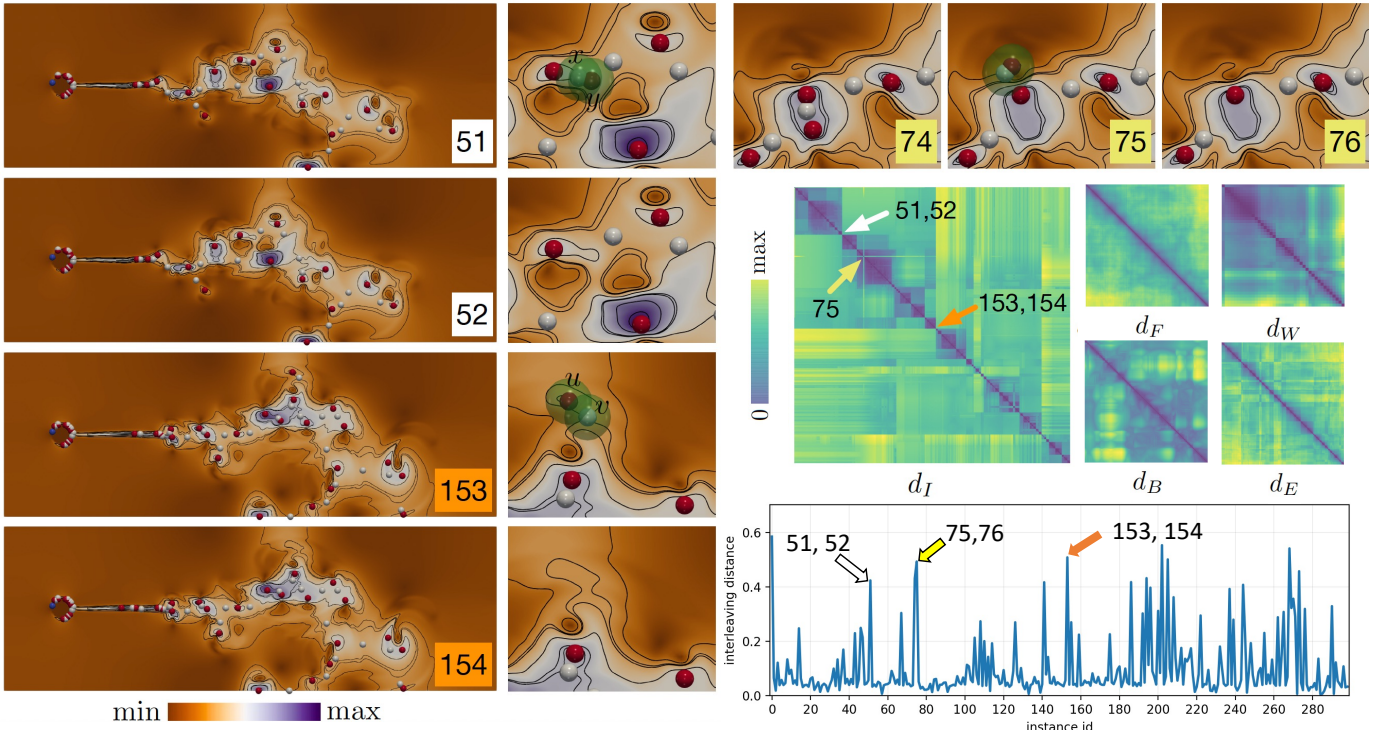 51
x
y
74
75
76
52
51,52
75
153,154
max
0
d_I
d_F
d_W
d_B
d_E
153
u
v
154
min
max
interleaving distance
0.6
0.4
0.2
0.0
51, 52
75,76
153, 154
0 20 40 60 80 100 120 140 160 180 200 220 240 260 280
instance id